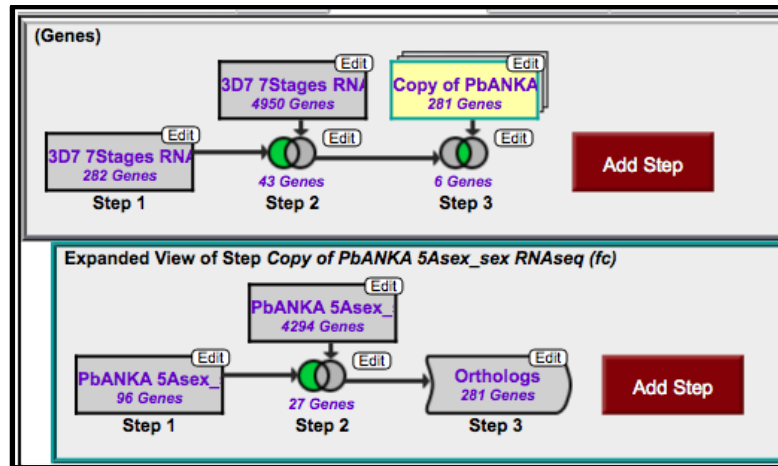 (Genes)
Edit
3D7 7Stages RNA
4950 Genes
Edit
Copy of PbANKA
281 Genes
Edit
3D7 7Stages RNA
282 Genes
Edit
Edit
Add Step
43 Genes
6 Genes
Step 1
Step 2
Step 3
Expanded View of Step Copy of PbANKA 5Asex_sex RNAseq (fc)
Edit
PbANKA 5Asex_
4294 Genes
Edit
PbANKA 5Asex_
96 Genes
Edit
Edit
Orthologs
281 Genes
Add Step
27 Genes
Step 1
Step 2
Step 3